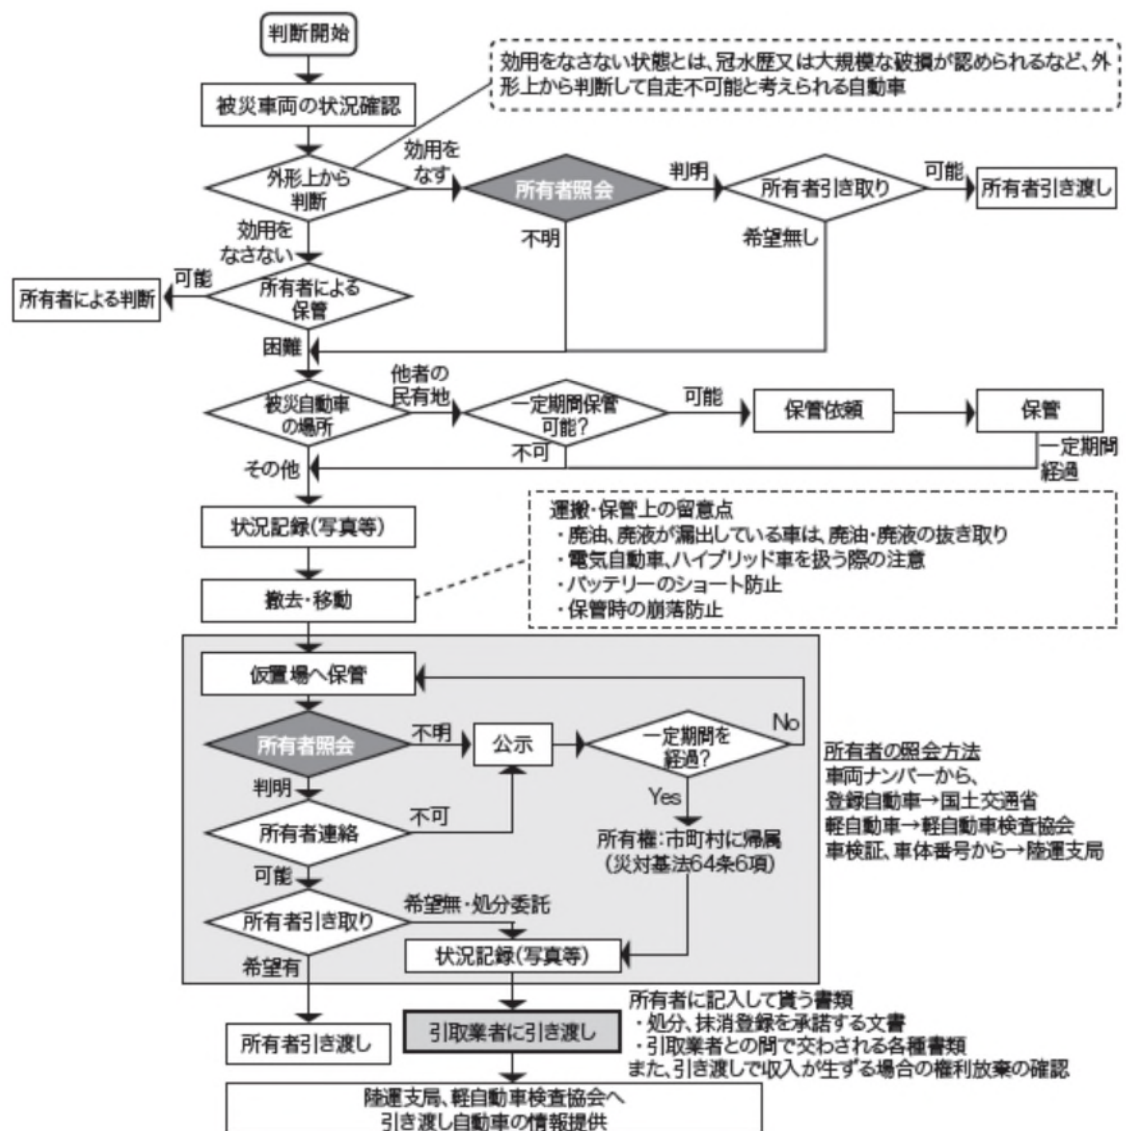 判断開始
効用をなさない状態とは、冠水歴又は大規模な破損が認められるなど、外
形上から判断して自走不可能と考えられる自動車
被災車両の状況確認
外形上から
判断
効用を
なす
所有者照会
判明
所有者引き取り
可能
所有者引き渡し
効用を
なさない
不明
希望無し
所有者による判断
可能
所有者による
保管
困難
被災自動車
の場所
他者の
民有地
一定期間保管
可能?
可能
保管依頼
保管
その他
不可
一定期間
経過
状況記録(写真等)
運搬・保管上の留意点
・廃油、廃液が漏出している車は、廃油・廃液の抜き取り
・電気自動車、ハイブリッド車を扱う際の注意
・バッテリーのショート防止
・保管時の崩落防止
撤去・移動
仮置場へ保管
所有者照会
不明
公示
一定期間を
経過?
No
判明
Yes
所有者の照会方法
車両ナンバーから、
登録自動車→国土交通省
軽自動車→軽自動車検査協会
車検証、車体番号から→陸運支局
所有者連絡
不可
所有権:市町村に帰属
(災対基法64条6項)
可能
所有者引き取り
希望無・処分委託
状況記録(写真等)
希望有
所有者引き渡し
引取業者に引き渡し
所有者に記入して貰う書類
・処分、抹消登録を承諾する文書
・引取業者との間で交わされる各種書類
また、引き渡しで収入が生ずる場合の権利放棄の確認
陸運支局、軽自動車検査協会へ
引き渡し自動車の情報提供